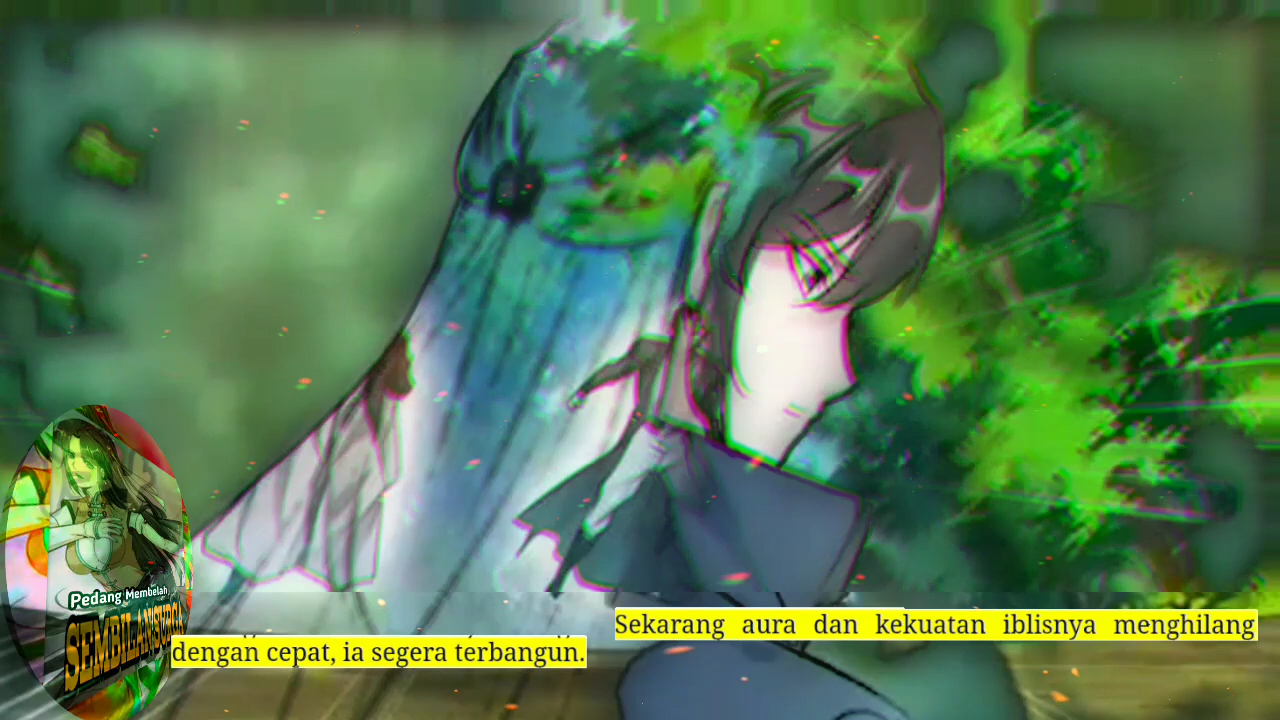 Pedang Membelah
SEMBILAN SURGA
Sekarang aura dan kekuatan iblisnya menghilang
dengan cepat, ia segera terbangun.